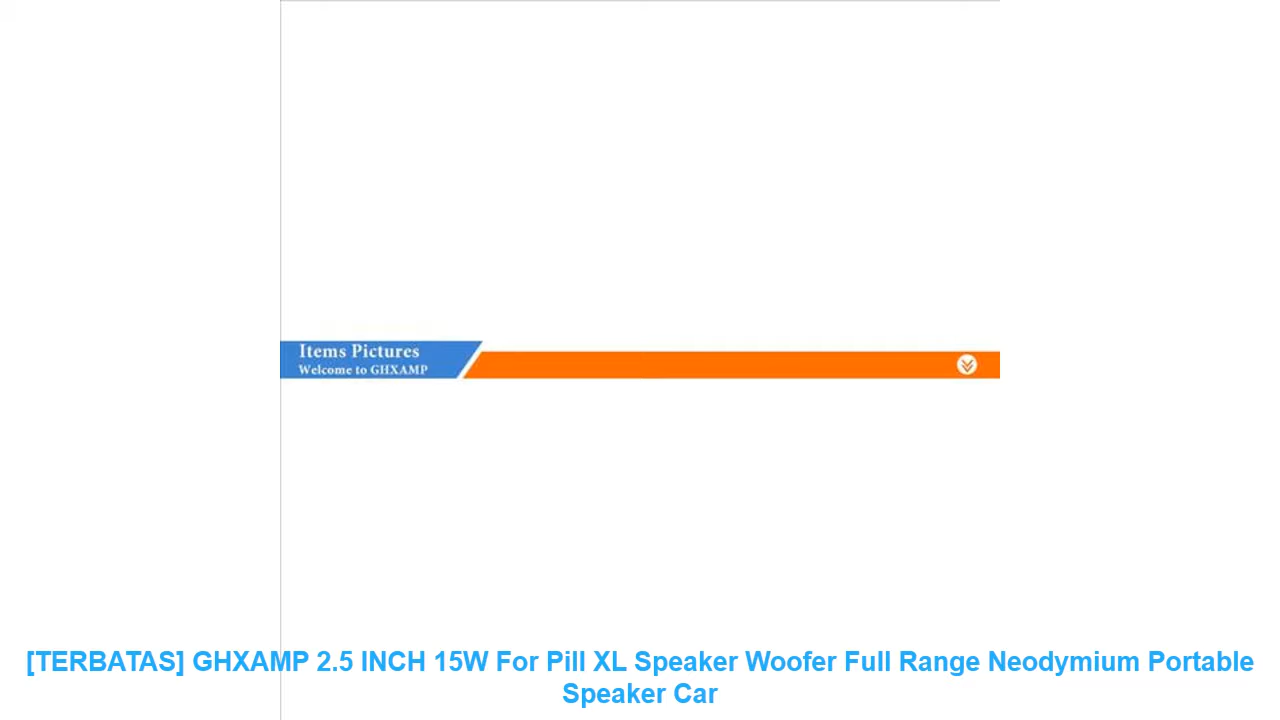 Items Pictures
Welcome to GHXAMP
[TERBATAS] GHXAMP 2.5 INCH 15W For Pill XL Speaker Woofer Full Range Neodymium Portable
Speaker Car